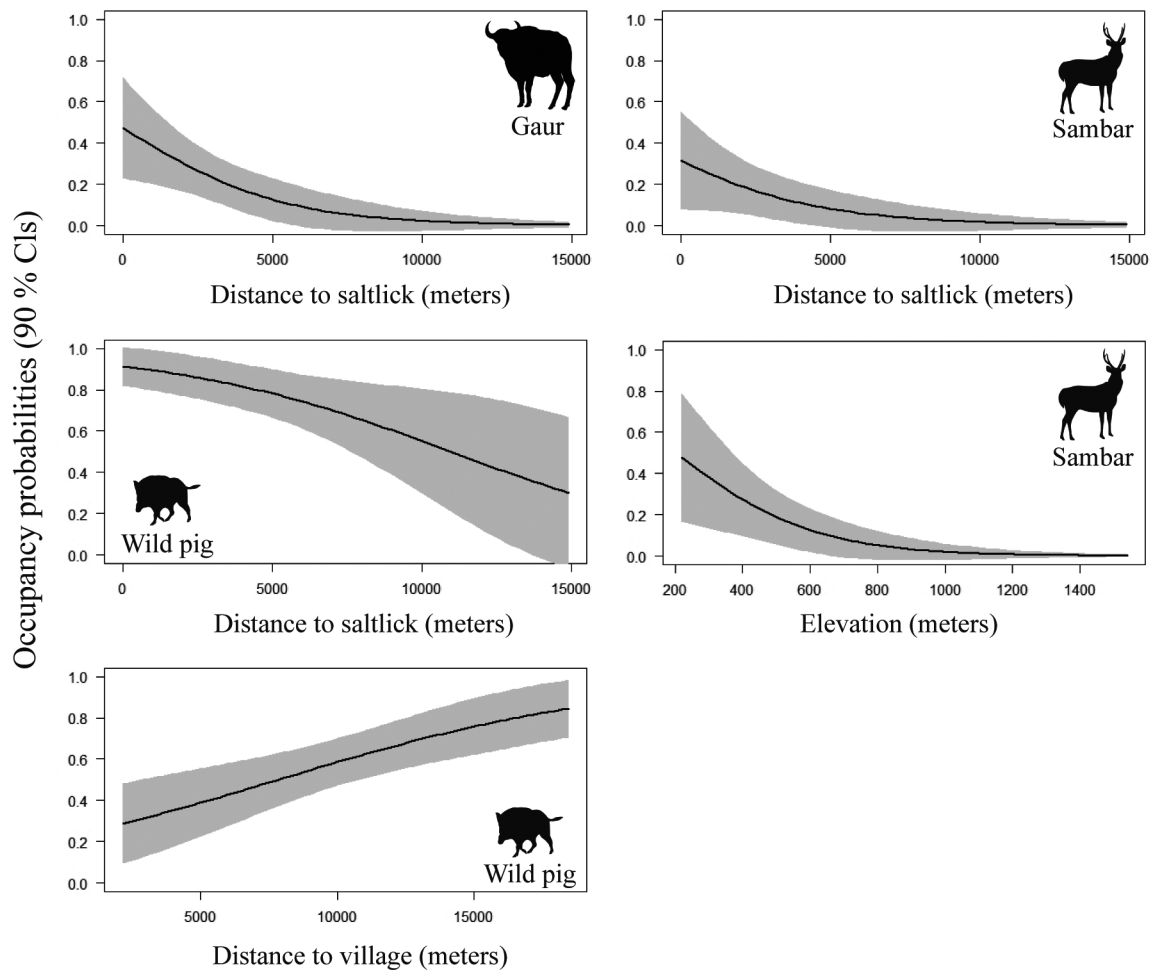 Occupancy probabilities (90 % CIs)
1.0
0.8
0.6
0.4
0.2
0.0
Gaur
0 5000 10000 15000
Distance to saltlick (meters)
1.0
0.8
0.6
0.4
0.2
0.0
Sambar
0 5000 10000 15000
Distance to saltlick (meters)
1.0
0.8
0.6
0.4
0.2
0.0
Wild pig
0 5000 10000 15000
Distance to saltlick (meters)
1.0
0.8
0.6
0.4
0.2
0.0
Sambar
200 400 600 800 1000 1200 1400
Elevation (meters)
1.0
0.8
0.6
0.4
0.2
0.0
Wild pig
5000 10000 15000
Distance to village (meters)